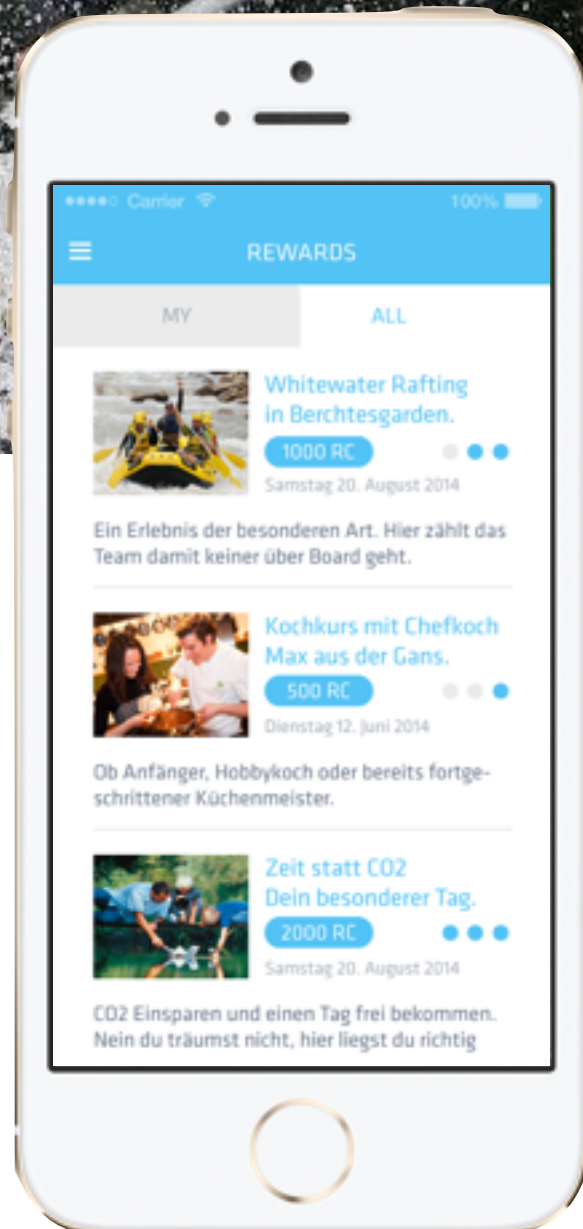 Carrier 100%
REWARDS
MY ALL
Whitewater Rafting
in Berchtesgarden.
1000 RC
Samstag 20. August 2014
Ein Erlebnis der besonderen Art. Hier zählt das
Team damit keiner über Board geht.
Kochkurs mit Chefkoch
Max aus der Gans.
500 RC
Dienstag 12. Juni 2014
Ob Anfänger, Hobbykoch oder bereits fortge-
schrittener Küchenmeister.
Zeit statt CO2
Dein besonderer Tag.
2000 RC
Samstag 20. August 2014
CO2 Einsparen und einen Tag frei bekommen.
Nein du träumst nicht, hier liegst du richtig